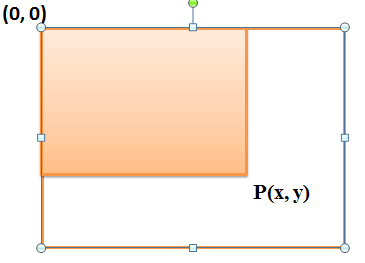 (0, 0)
P(x, y)